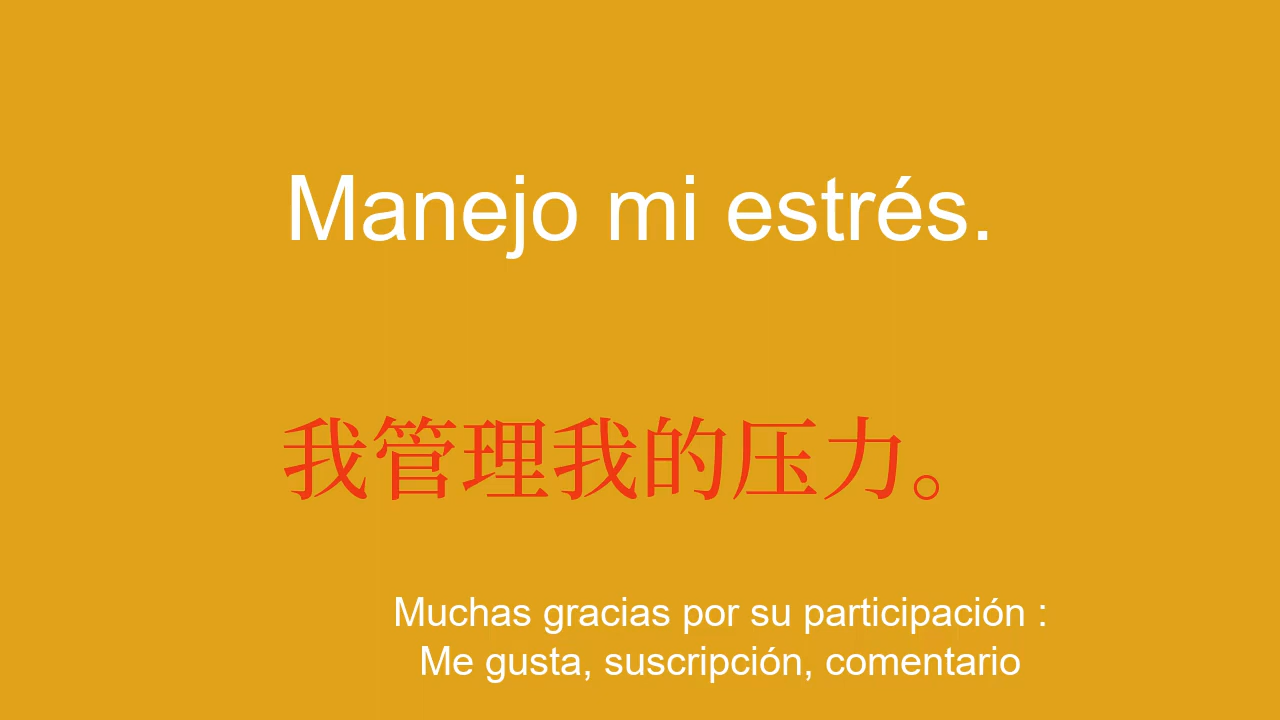 Manejo mi estrés.
我管理我的压力。
Muchas gracias por su participación :
Me gusta, suscripción, comentario